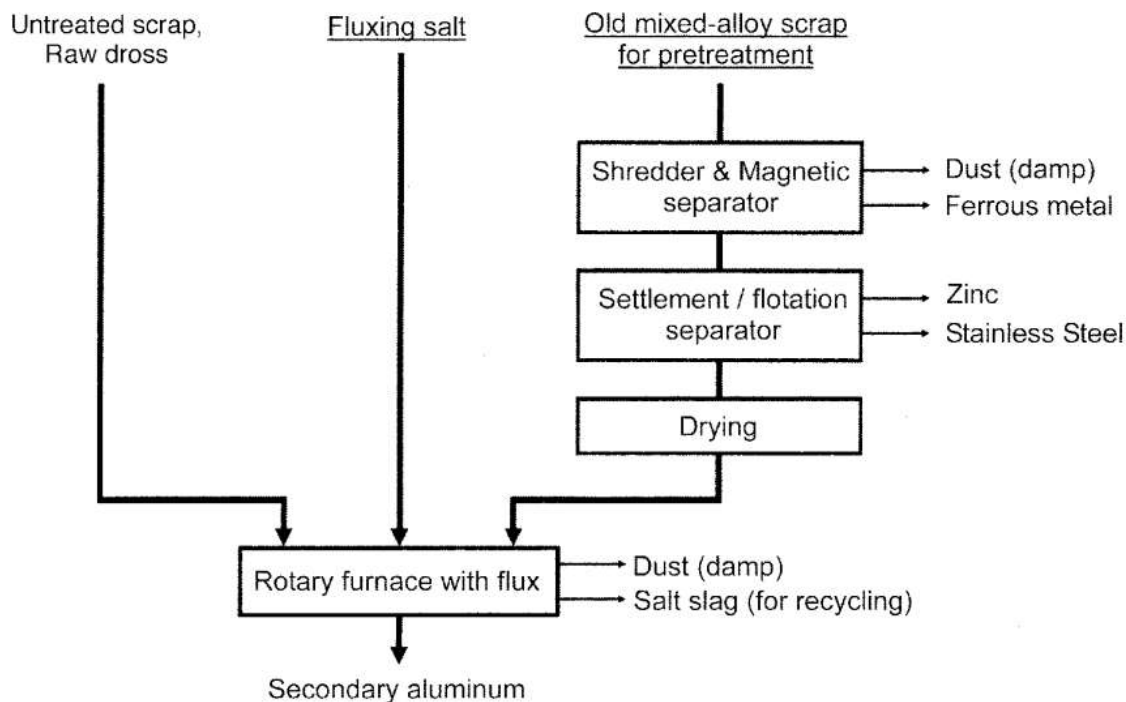 Untreated scrap,
Raw dross
Fluxing salt
Old mixed-alloy scrap
for pretreatment
Shredder & Magnetic
separator
Dust (damp)
Ferrous metal
Settlement / flotation
separator
Zinc
Stainless Steel
Drying
Rotary furnace with flux
Dust (damp)
Salt slag (for recycling)
Secondary aluminum